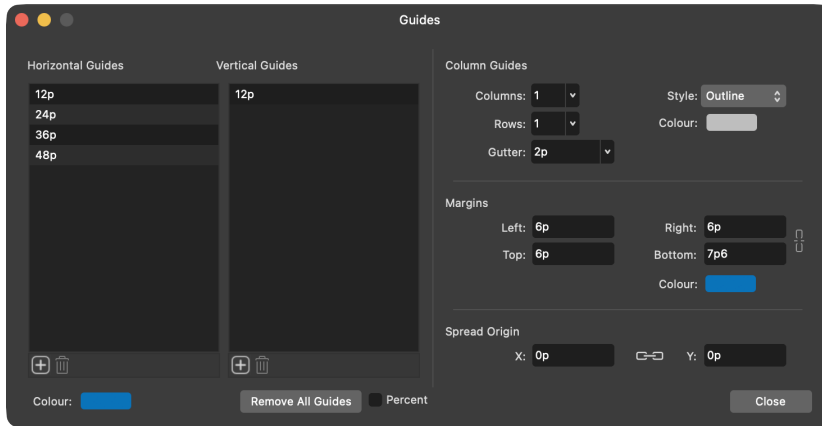 Guides
Horizontal Guides
12p
24p
36p
48p
Colour:
Vertical Guides
12p
Remove All Guides
Percent
Column Guides
Columns: 1
Style: Outline
Rows: 1
Colour:
Gutter: 2p
Margins
Left: 6p
Right: 6p
Top: 6p
Bottom: 7p6
Colour:
Spread Origin
X: 0p
Y: 0p
Close